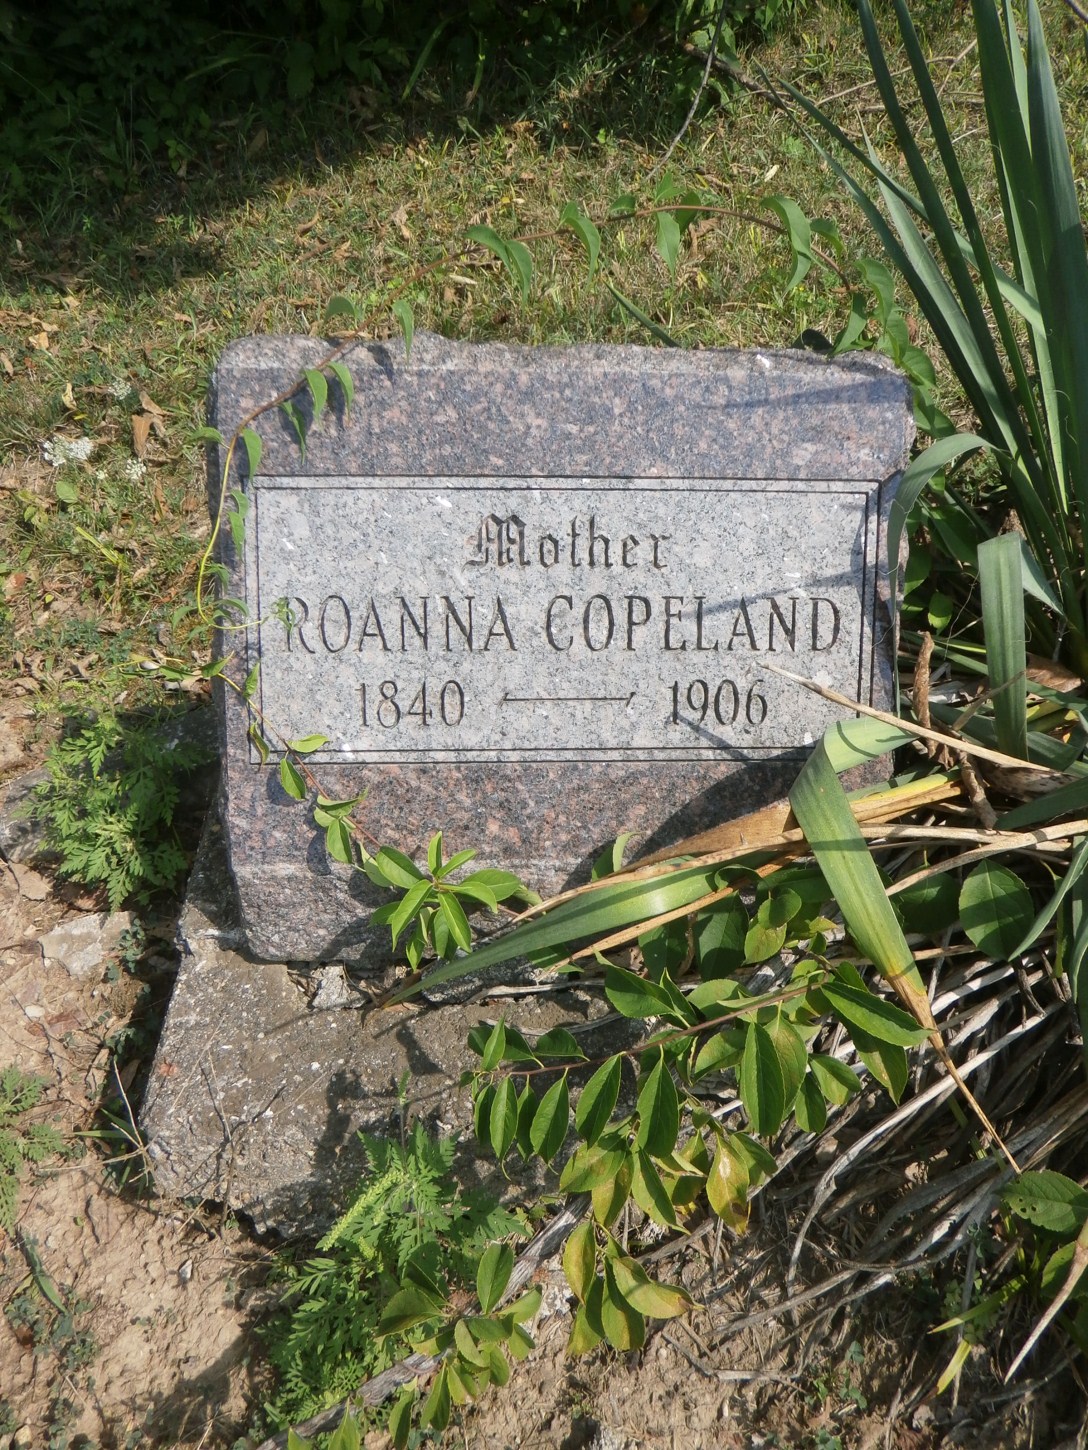 Mother
ROANNA COPELAND
1840 — 1906